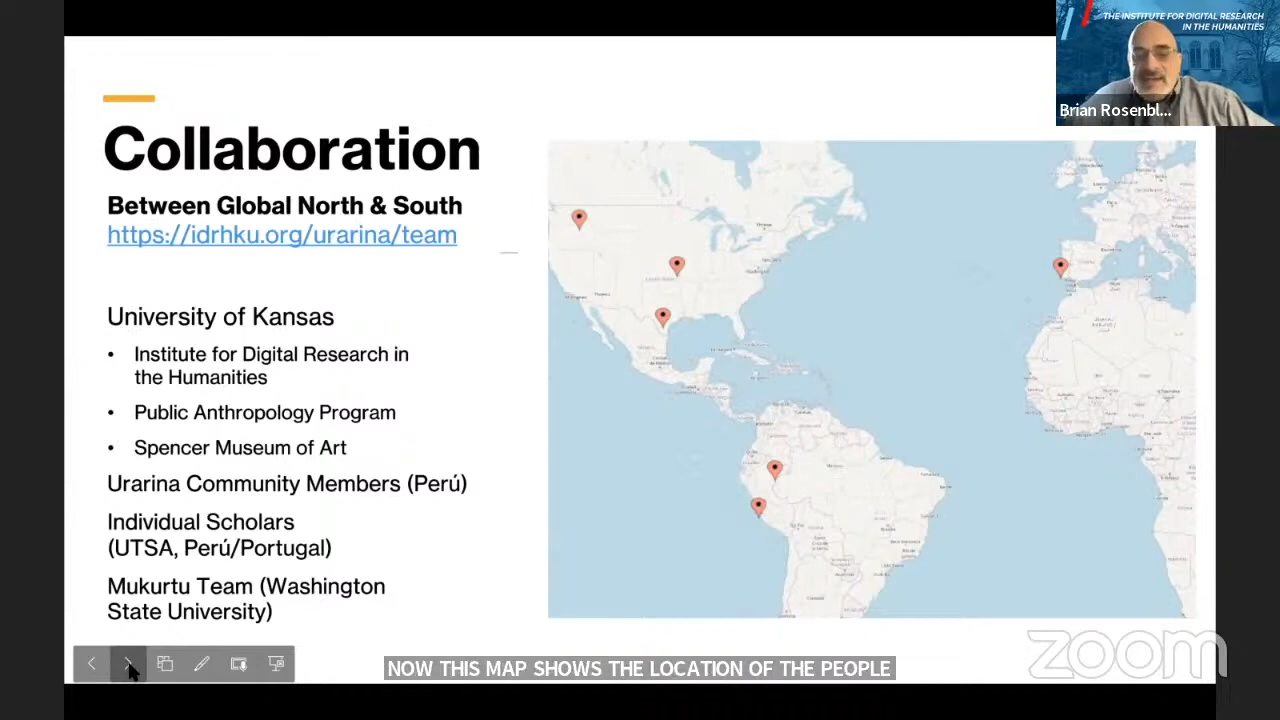 THE INSTITUTE FOR DIGITAL RESEARCH
IN THE HUMANITIES
Brian Rosenbl...
Collaboration
Between Global North & South
https://idrhku.org/urarina/team
University of Kansas
• Institute for Digital Research in
the Humanities
• Public Anthropology Program
• Spencer Museum of Art
Urarina Community Members (Perú)
Individual Scholars
(UTSA, Perú/Portugal)
Mukurtu Team (Washington
State University)
NOW THIS MAP SHOWS THE LOCATION OF THE PEOPLE
zoom